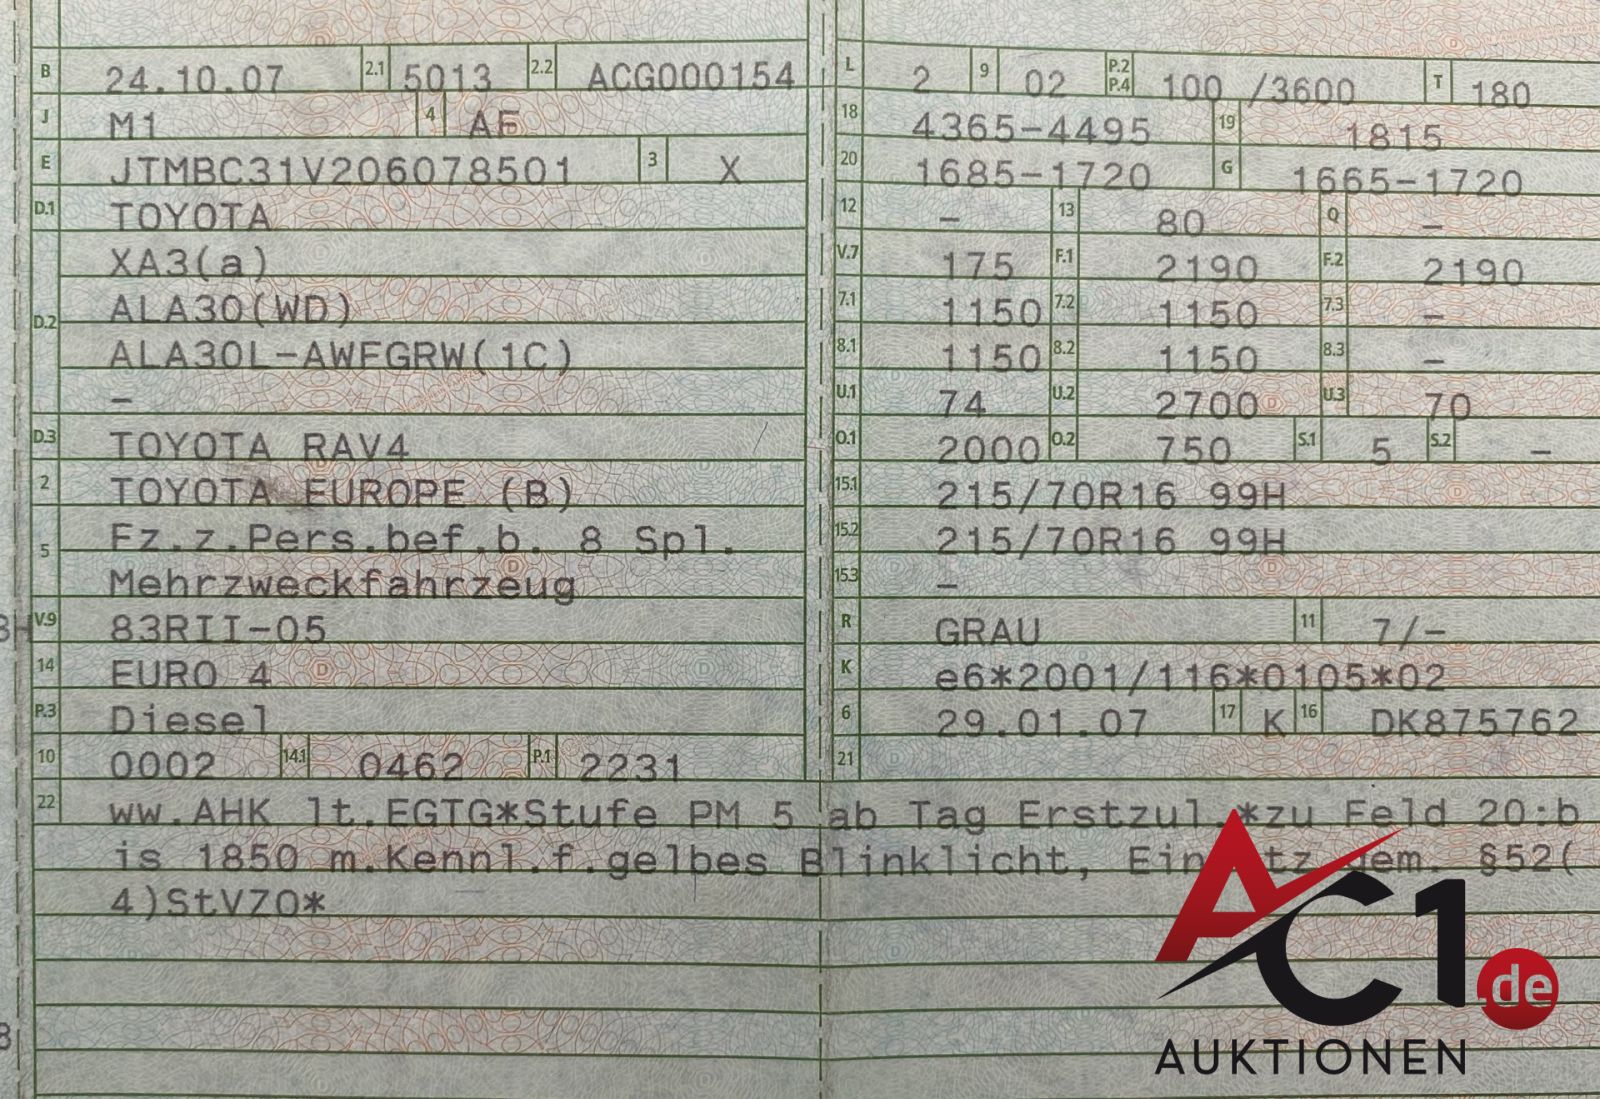 B 24.10.07 2.1 5013 2.2 ACG000154
J M1 4 AF
E JTMBC31V206078501 3 X
D.1 TOYOTA
XA3(a)
D.2 ALA30(WD)
ALA30L-AWFGRW(1C)
-
D.3 TOYOTA RAV4
2 TOYOTA EUROPE (B)
5 Fz.z.Pers.bef.b. 8 Spl.
Mehrzweckfahrzeug
V.9 83RII-05
14 EURO 4
P.3 Diesel
10 0002 14.1 0462 P.1 2231
L 2 9 02 P.2 P.4 100 /3600 T 180
18 4365-4495 19 1815
20 1685-1720 G 1665-1720
12 - 13 80 Q -
V.7 175 F.1 2190 F.2 2190
7.1 1150 7.2 1150 7.3 -
8.1 1150 8.2 1150 8.3 -
U.1 74 U.2 2700 U.3 70
O.1 2000 O.2 750 S.1 5 S.2 -
15.1 215/70R16 99H
15.2 215/70R16 99H
15.3 -
R GRAU 11 7/-
K e6*2001/116*0105*02
6 29.01.07 17 K 16 DK875762
21
22 ww.AHK lt.EGTG*Stufe PM 5 ab Tag Erstzul.*zu Feld 20:b
is 1850 m.Kennl.f.gelbes Blinklicht, §52(
4)StVZO*
AC1.de
AUKTIONEN